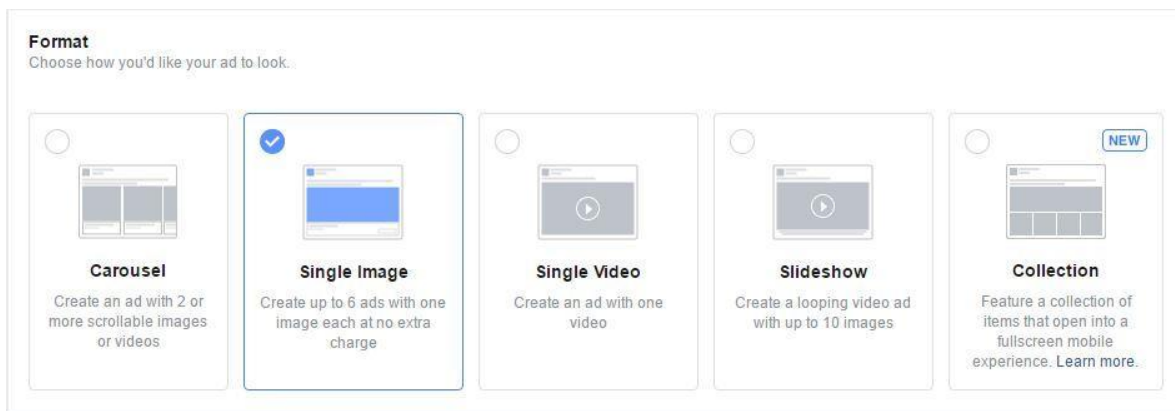 Format
Choose how you'd like your ad to look.
Carousel
Create an ad with 2 or
more scrollable images
or videos
Single Image
Create up to 6 ads with one
image each at no extra
charge
Single Video
Create an ad with one
video
Slideshow
Create a looping video ad
with up to 10 images
NEW
Collection
Feature a collection of
items that open into a
fullscreen mobile
experience. Learn more.